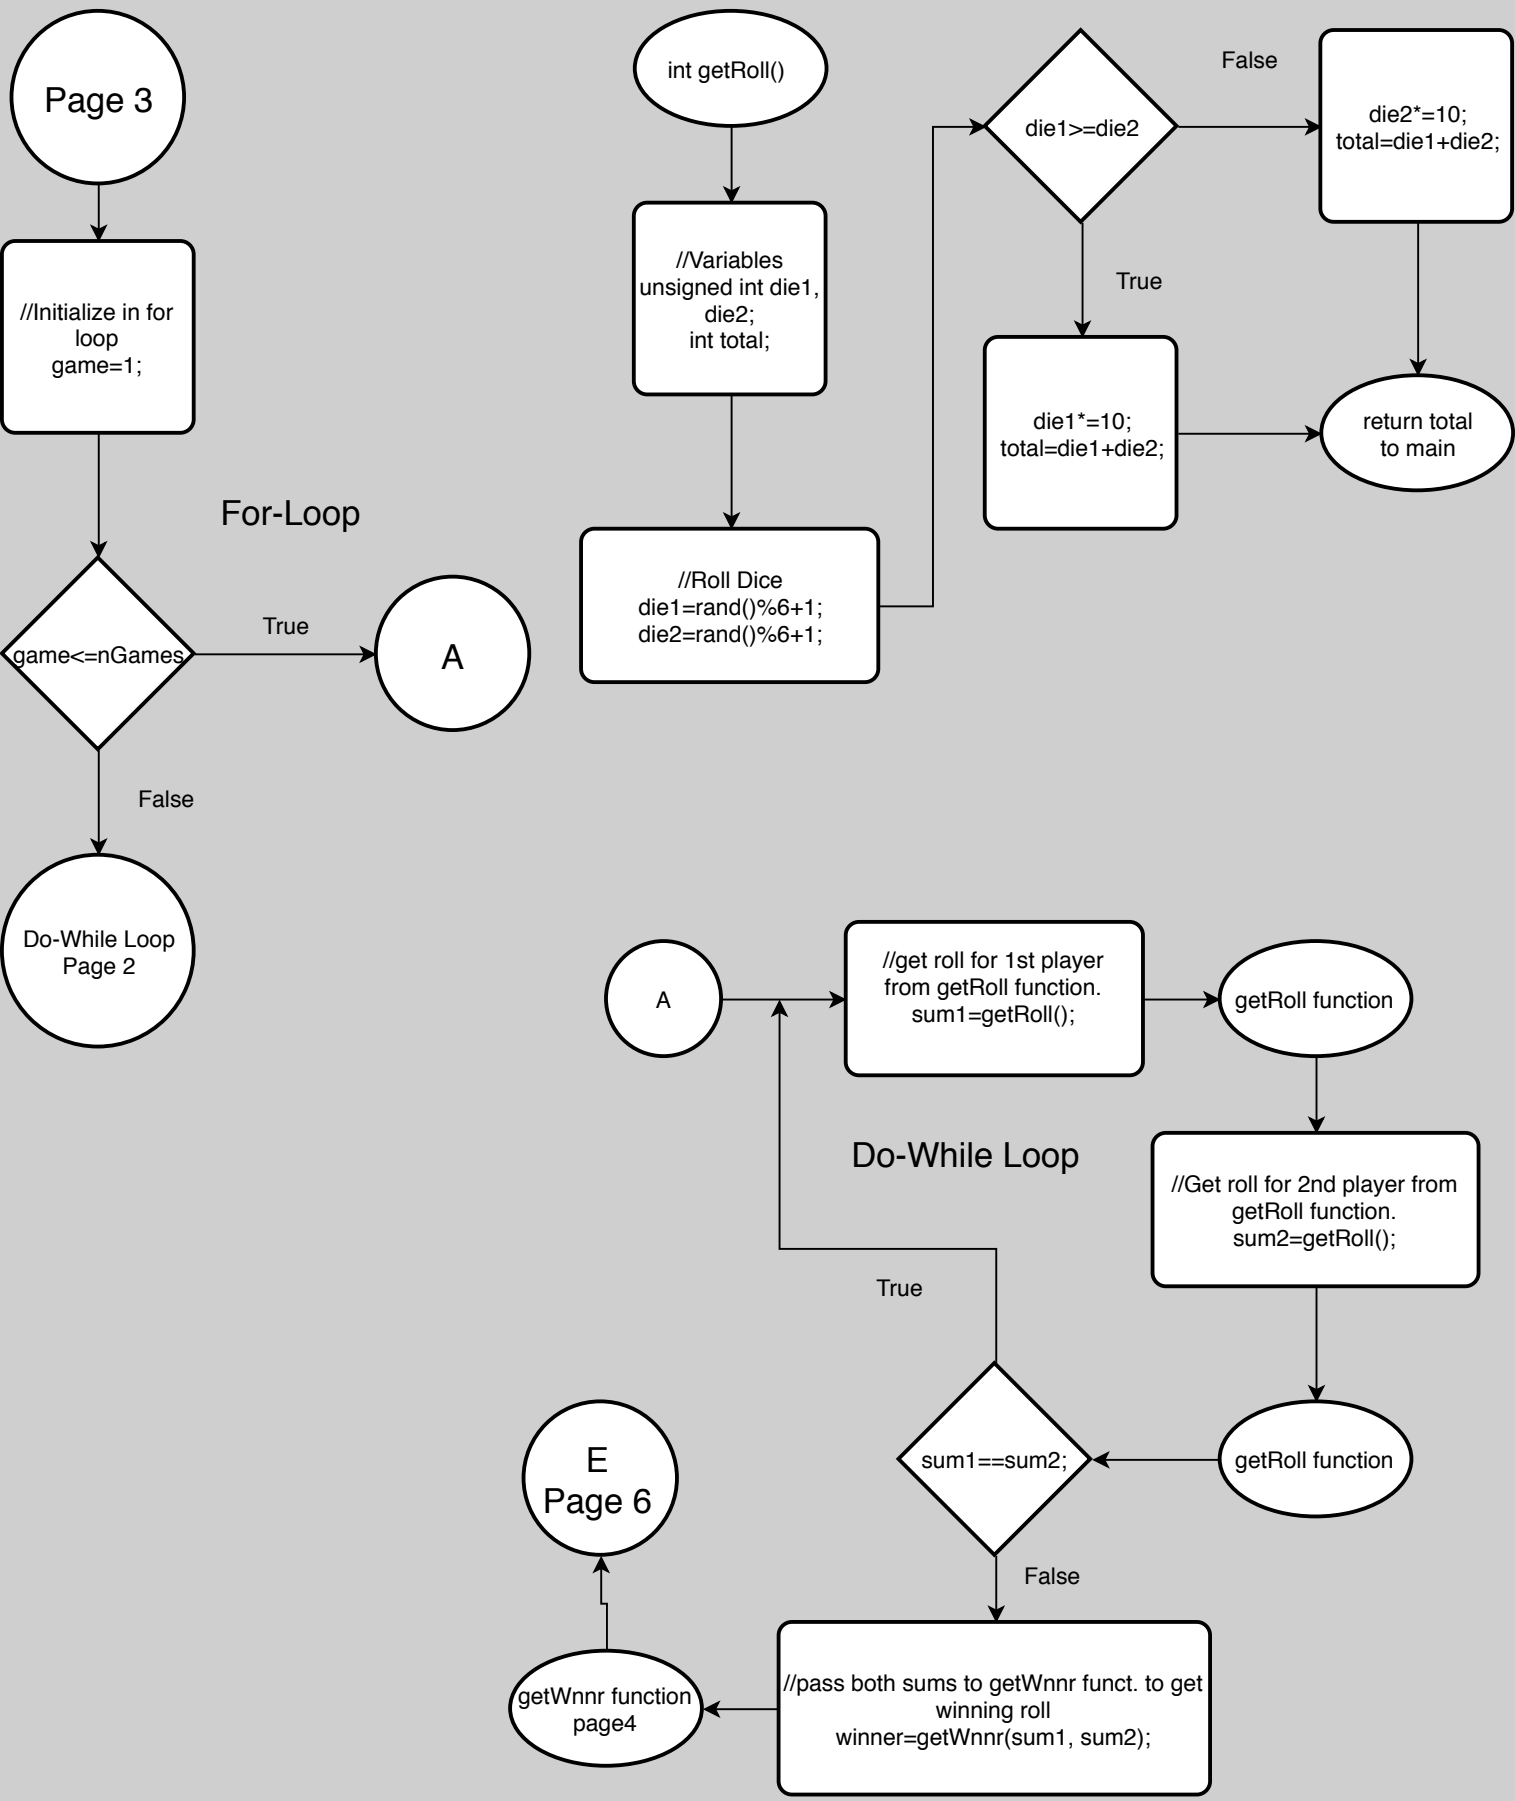 Page 3
//Initialize in for
loop
game=1;
For-Loop
game<=nGames
True
A
False
Do-While Loop
Page 2
int getRoll()
//Variables
unsigned int die1,
die2;
int total;
//Roll Dice
die1=rand()%6+1;
die2=rand()%6+1;
die1>=die2
False
die2*=10;
total=die1+die2;
True
die1*=10;
total=die1+die2;
return total
to main
A
//get roll for 1st player
from getRoll function.
sum1=getRoll();
getRoll function
Do-While Loop
//Get roll for 2nd player from
getRoll function.
sum2=getRoll();
True
getRoll function
sum1==sum2;
False
//pass both sums to getWnnr funct. to get
winning roll
winner=getWnnr(sum1, sum2);
getWnnr function
page4
E
Page 6